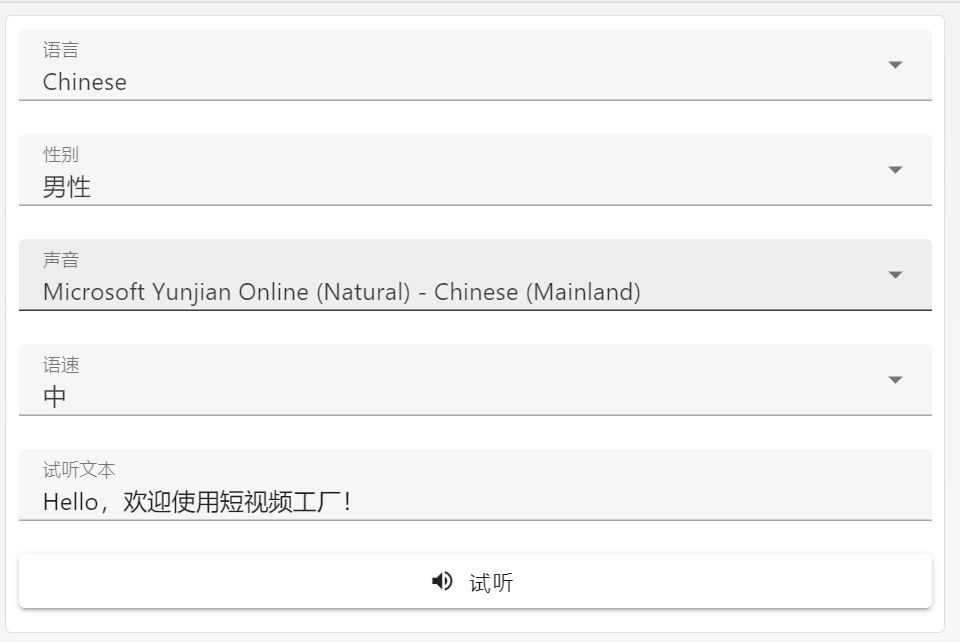 语言
Chinese
性别
男性
声音
Microsoft Yunjian Online (Natural) - Chinese (Mainland)
语速
中
试听文本
Hello，欢迎使用短视频工厂！
试听